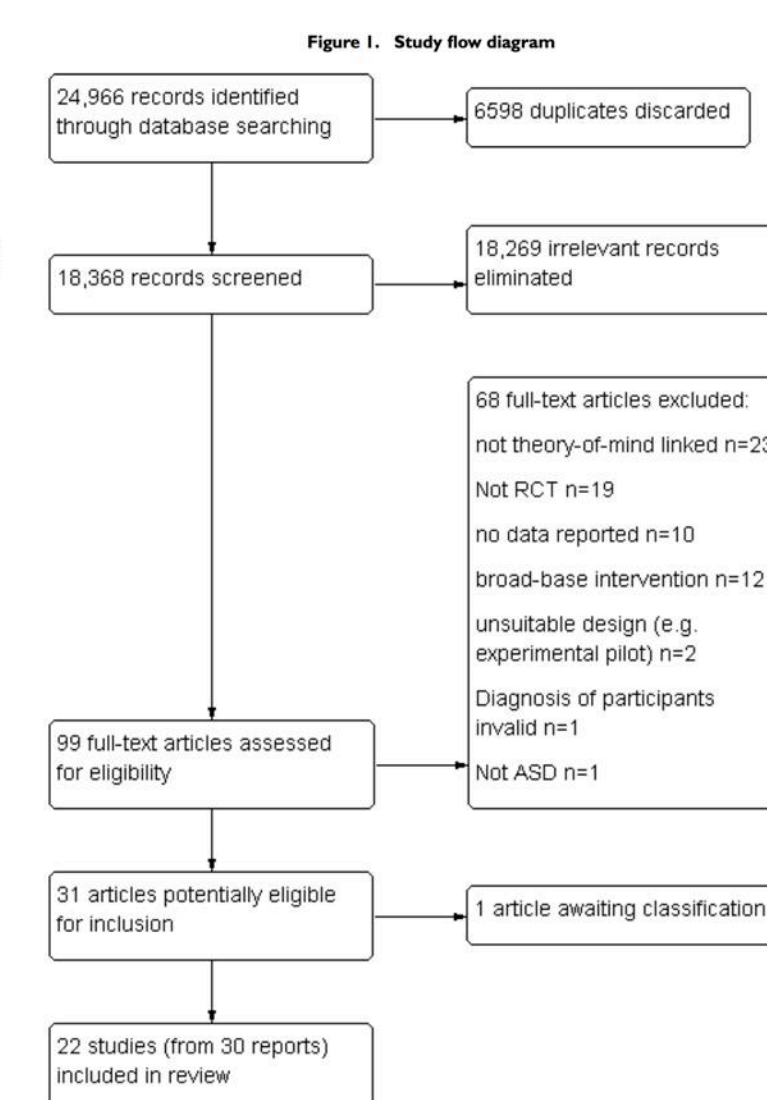 Figure 1. Study flow diagram
24,966 records identified
through database searching
6598 duplicates discarded
18,368 records screened
18,269 irrelevant records
eliminated
68 full-text articles excluded:
not theory-of-mind linked n=23
Not RCT n=19
no data reported n=10
broad-base intervention n=12
unsuitable design (e.g.
experimental pilot) n=2
Diagnosis of participants
invalid n=1
Not ASD n=1
99 full-text articles assessed
for eligibility
31 articles potentially eligible
for inclusion
1 article awaiting classification
22 studies (from 30 reports)
included in review